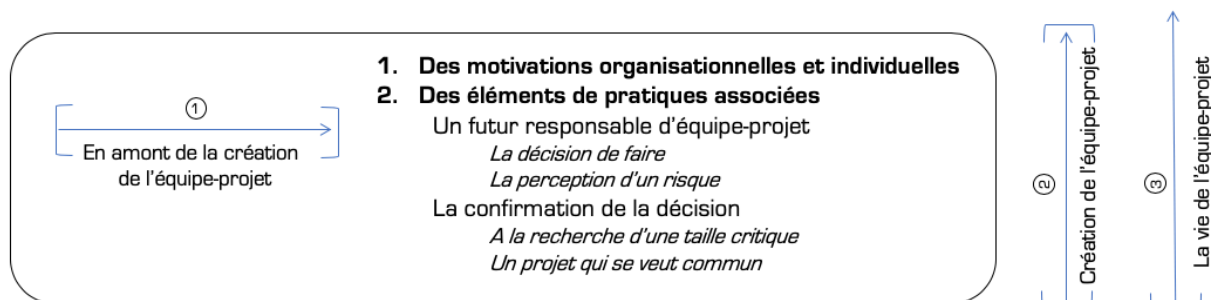 ①
En amont de la création
de l'équipe-projet
1. Des motivations organisationnelles et individuelles
2. Des éléments de pratiques associées
Un futur responsable d'équipe-projet
La décision de faire
La perception d'un risque
La confirmation de la décision
A la recherche d'une taille critique
Un projet qui se veut commun
②
Création de l'équipe-projet
③
La vie de l'équipe-projet